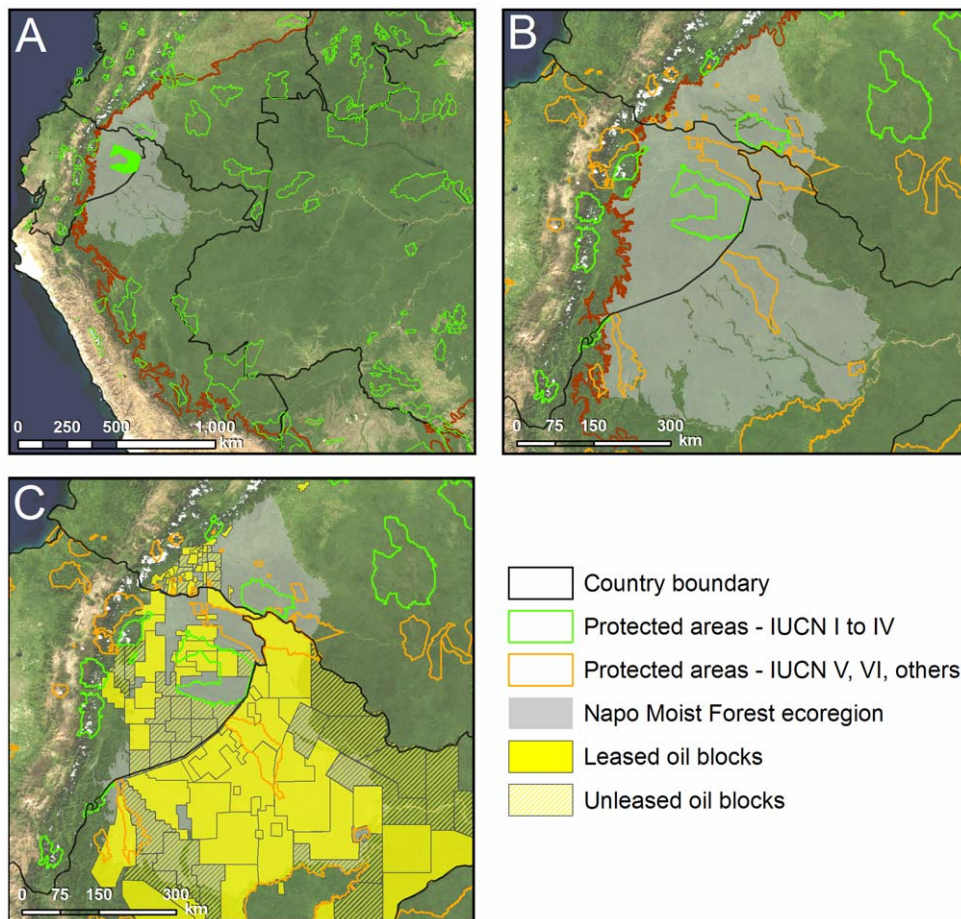 A
0 250 500 1,000
km
B
0 75 150 300
km
C
0 75 150 300
km
Country boundary
Protected areas - IUCN I to IV
Protected areas - IUCN V, VI, others
Napo Moist Forest ecoregion
Leased oil blocks
Unleased oil blocks